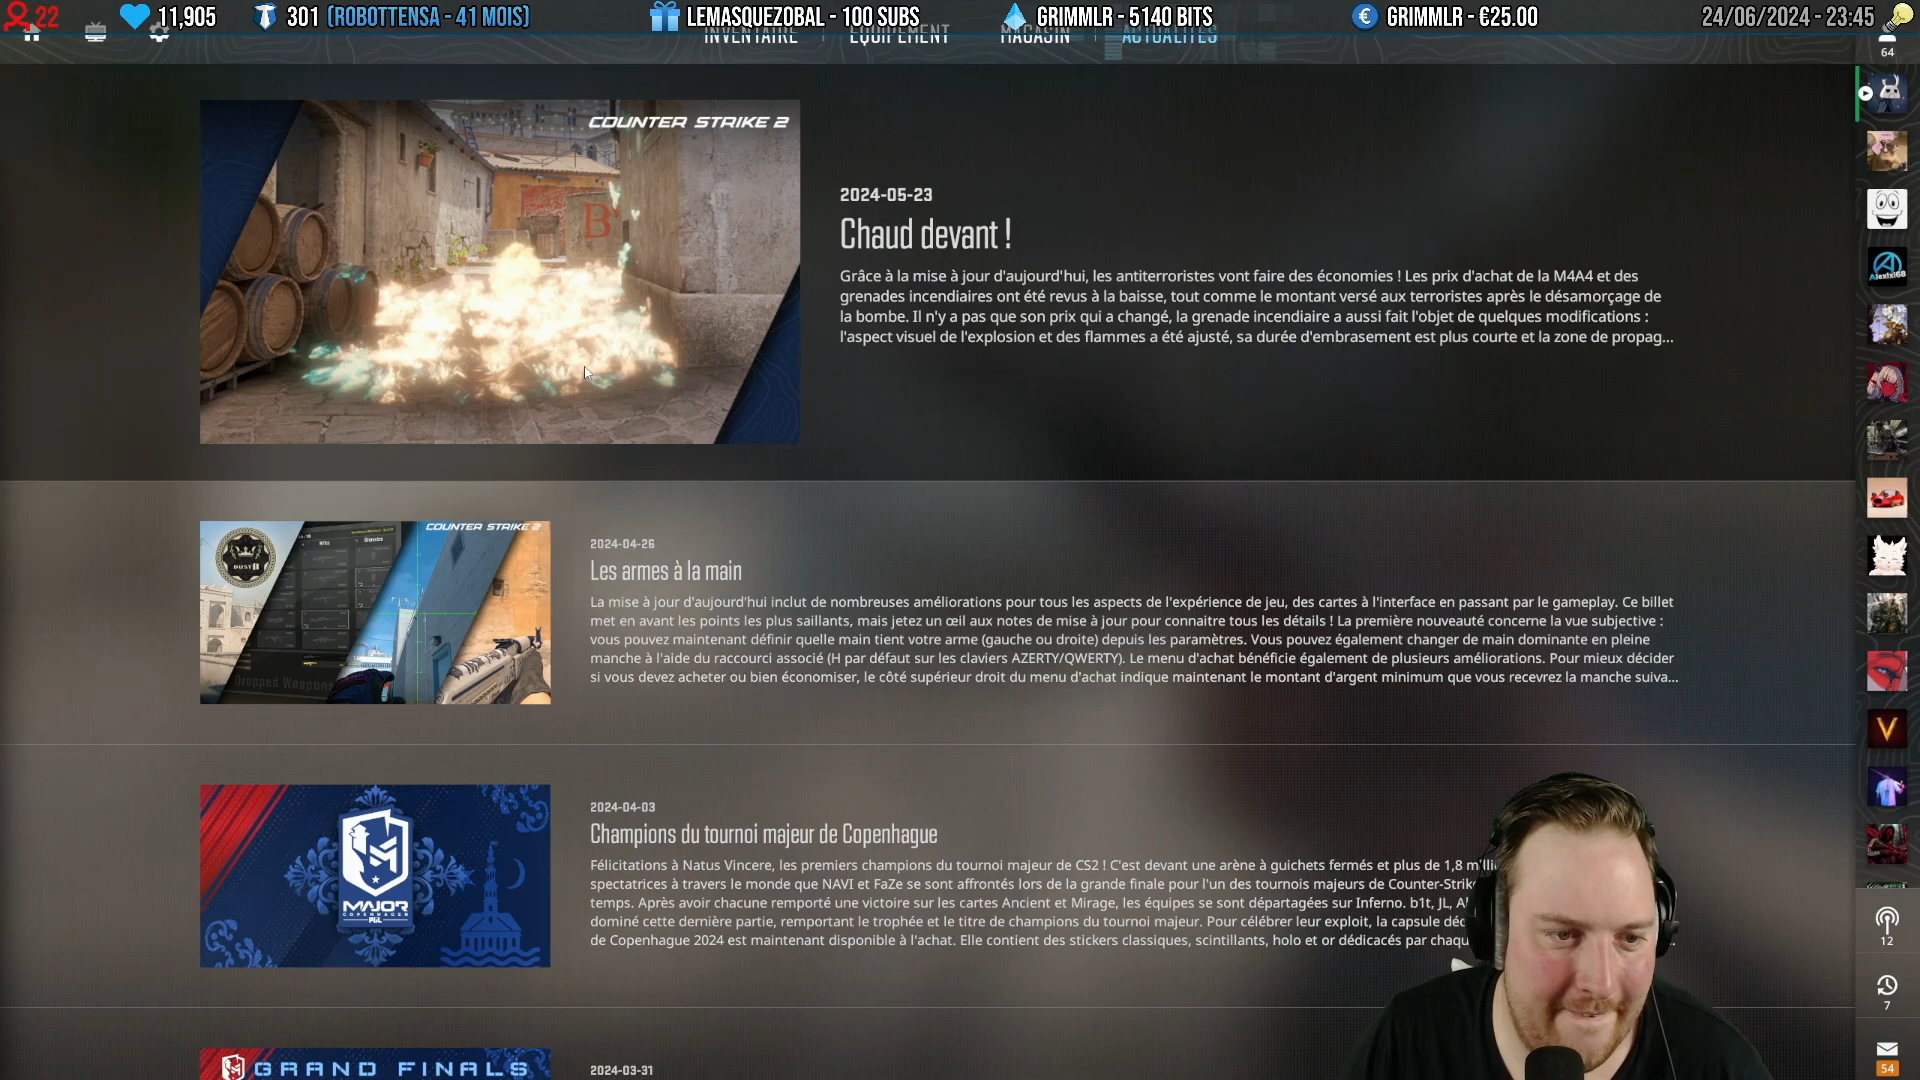 22
11,905
301 (ROBOTTENSA - 41 MOIS)
LEMASQUEZOBAL - 100 SUBS
GRIMMLR - 5140 BITS
GRIMMLR - €25.00
24/06/2024 - 23:45
INVENTAIRE
ÉQUIPEMENT
MAGASIN
ACTUALITÉS
64
COUNTER STRIKE 2
B
2024-05-23
Chaud devant !
Grâce à la mise à jour d'aujourd'hui, les antiterroristes vont faire des économies ! Les prix d'achat de la M4A4 et des
grenades incendiaires ont été revus à la baisse, tout comme le montant versé aux terroristes après le désamorçage de
la bombe. Il n'y a pas que son prix qui a changé, la grenade incendiaire a aussi fait l'objet de quelques modifications :
l'aspect visuel de l'explosion et des flammes a été ajusté, sa durée d'embrasement est plus courte et la zone de propag...
Alexixi68
COUNTER STRIKE 2
DUST II
Rifles
Grenades
Dropped Weapons
2024-04-26
Les armes à la main
La mise à jour d'aujourd'hui inclut de nombreuses améliorations pour tous les aspects de l'expérience de jeu, des cartes à l'interface en passant par le gameplay. Ce billet
met en avant les points les plus saillants, mais jetez un œil aux notes de mise à jour pour connaitre tous les détails ! La première nouveauté concerne la vue subjective :
vous pouvez maintenant définir quelle main tient votre arme (gauche ou droite) depuis les paramètres. Vous pouvez également changer de main dominante en pleine
manche à l'aide du raccourci associé (H par défaut sur les claviers AZERTY/QWERTY). Le menu d'achat bénéficie également de plusieurs améliorations. Pour mieux décider
si vous devez acheter ou bien économiser, le côté supérieur droit du menu d'achat indique maintenant le montant d'argent minimum que vous recevrez la manche suiva...
V
MAJOR
COPENHAGEN
PGL
2024-04-03
Champions du tournoi majeur de Copenhague
Félicitations à Natus Vincere, les premiers champions du tournoi majeur de CS2 ! C'est devant une arène à guichets fermés et plus de 1,8 milli
spectatrices à travers le monde que NAVI et FaZe se sont affrontés lors de la grande finale pour l'un des tournois majeurs de Counter-Strike
temps. Après avoir chacune remporté une victoire sur les cartes Ancient et Mirage, les équipes se sont départagées sur Inferno. b1t, JL, Al
dominé cette dernière partie, remportant le trophée et le titre de champions du tournoi majeur. Pour célébrer leur exploit, la capsule déd
de Copenhague 2024 est maintenant disponible à l'achat. Elle contient des stickers classiques, scintillants, holo et or dédicacés par chaqu
12
7
54
GRAND FINALS
2024-03-31